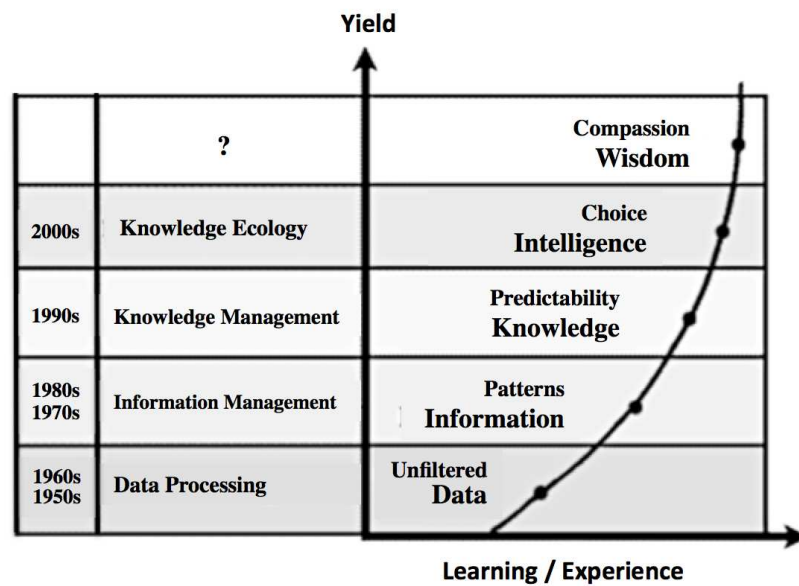 Yield
?
Compassion
Wisdom
2000s
Knowledge Ecology
Choice
Intelligence
1990s
Knowledge Management
Predictability
Knowledge
1980s
1970s
Information Management
Patterns
Information
1960s
1950s
Data Processing
Unfiltered
Data
Learning / Experience